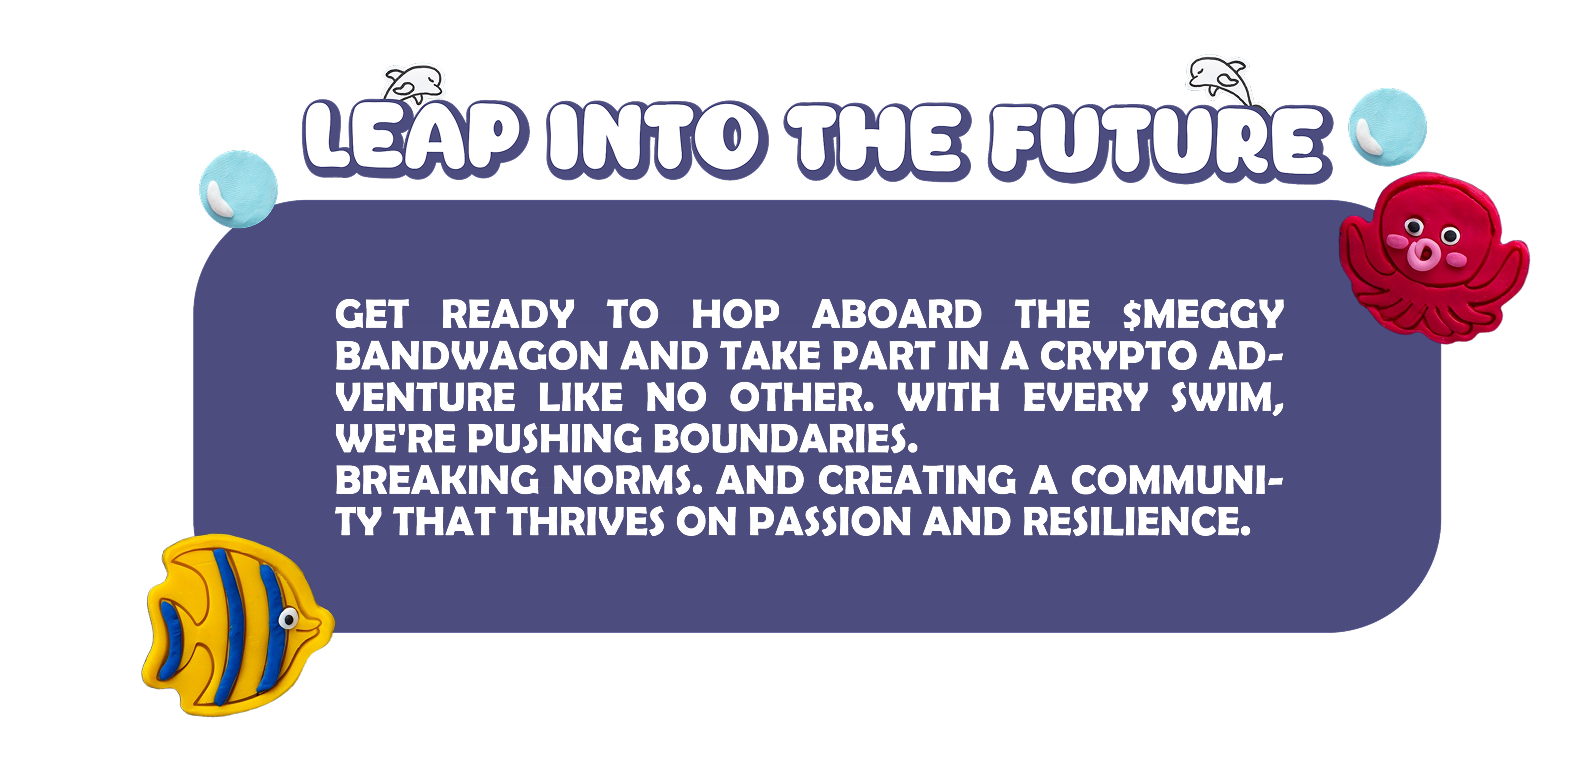 LEAP INTO THE FUTURE
GET READY TO HOP ABOARD THE $MEGGY
BANDWAGON AND TAKE PART IN A CRYPTO AD-
VENTURE LIKE NO OTHER. WITH EVERY SWIM,
WE'RE PUSHING BOUNDARIES.
BREAKING NORMS. AND CREATING A COMMUNI-
TY THAT THRIVES ON PASSION AND RESILIENCE.